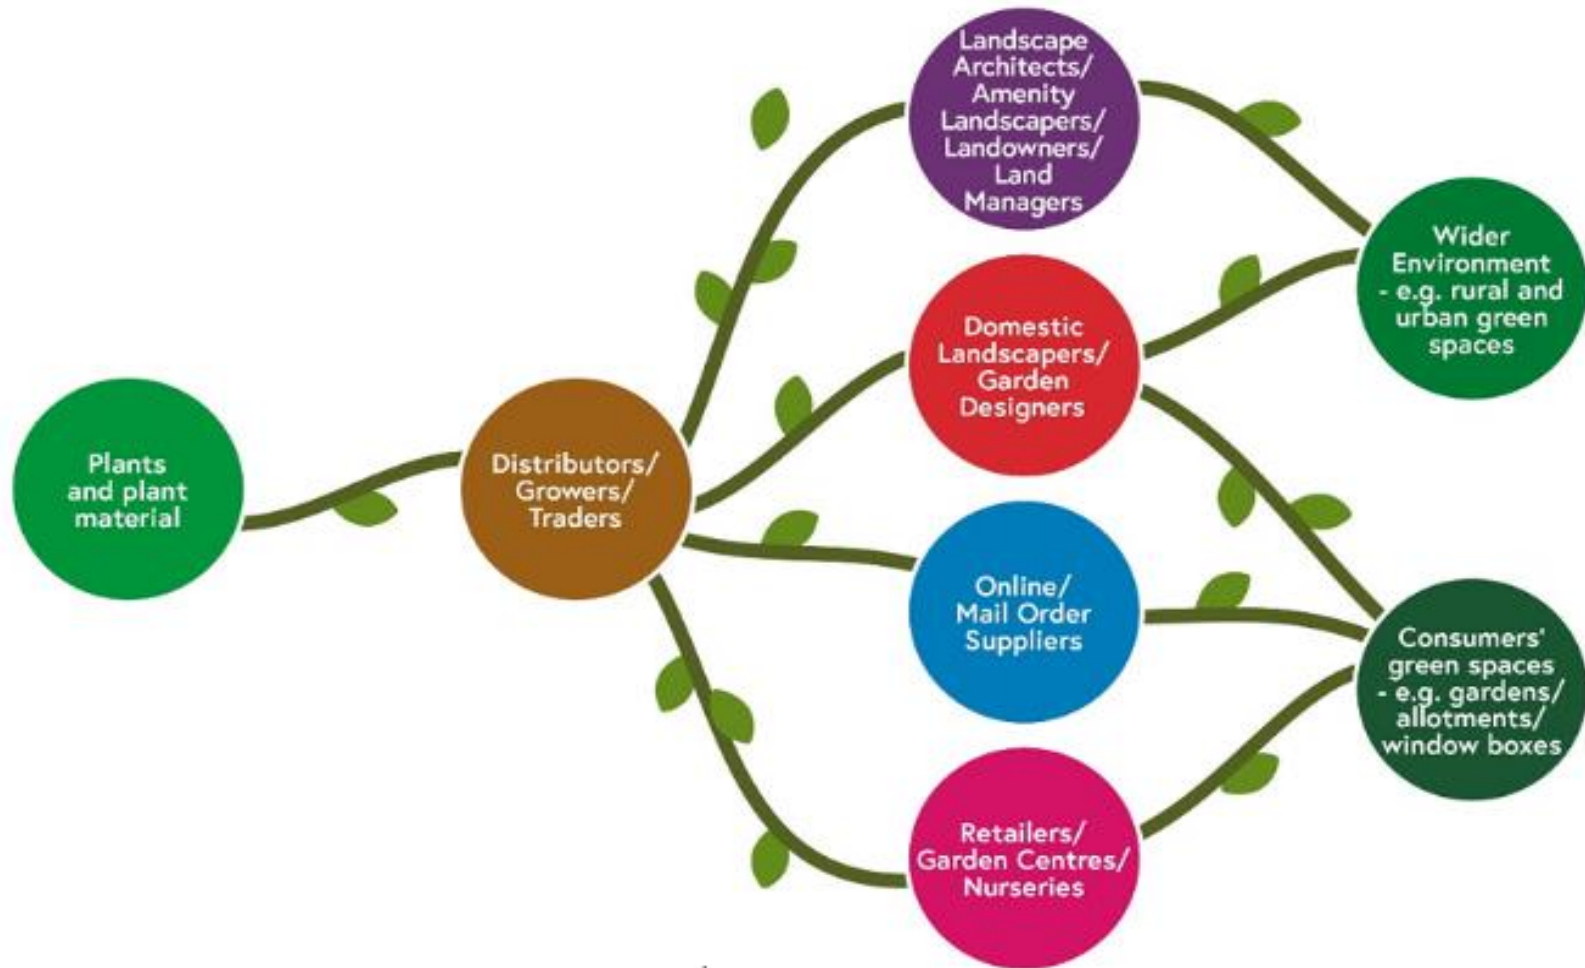 Plants
and plant
material
Distributors/
Growers/
Traders
Landscape
Architects/
Amenity
Landscapers/
Landowners/
Land
Managers
Domestic
Landscapers/
Garden
Designers
Online/
Mail Order
Suppliers
Retailers/
Garden Centres/
Nurseries
Wider
Environment
- e.g. rural and
urban green
spaces
Consumers'
green spaces
- e.g. gardens/
allotments/
window boxes